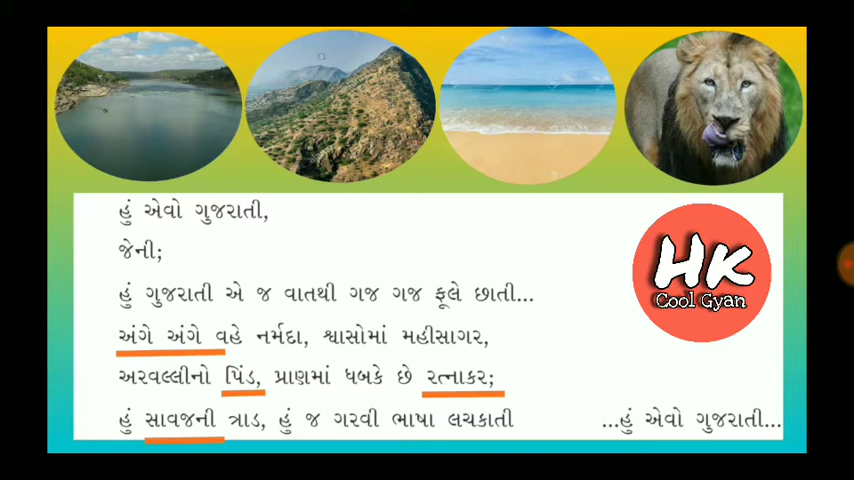 હું એવો ગુજરાતી,
જેની;
હું ગુજરાતી એ જ વાતથી ગજ ગજ ફૂલે છાતી...
અંગે અંગે વહે નર્મદા, શ્વાસોમાં મહીસાગર,
અરવલ્લીનો પિંડ, પ્રાણમાં ધબકે છે રત્નાકર;
હું સાવજની ત્રાડ, હું જ ગરવી ભાષા લચકાતી ...હું એવો ગુજરાતી...
HK
Cool Gyan